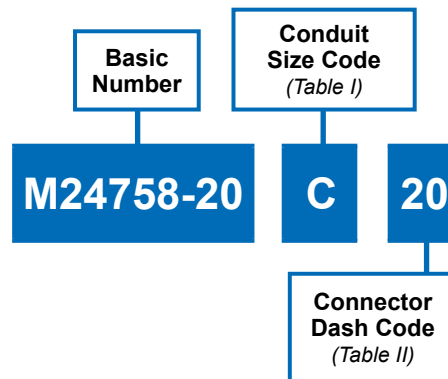 Basic
Number
Conduit
Size Code
(Table I)
M24758-20
C
20
Connector
Dash Code
(Table II)